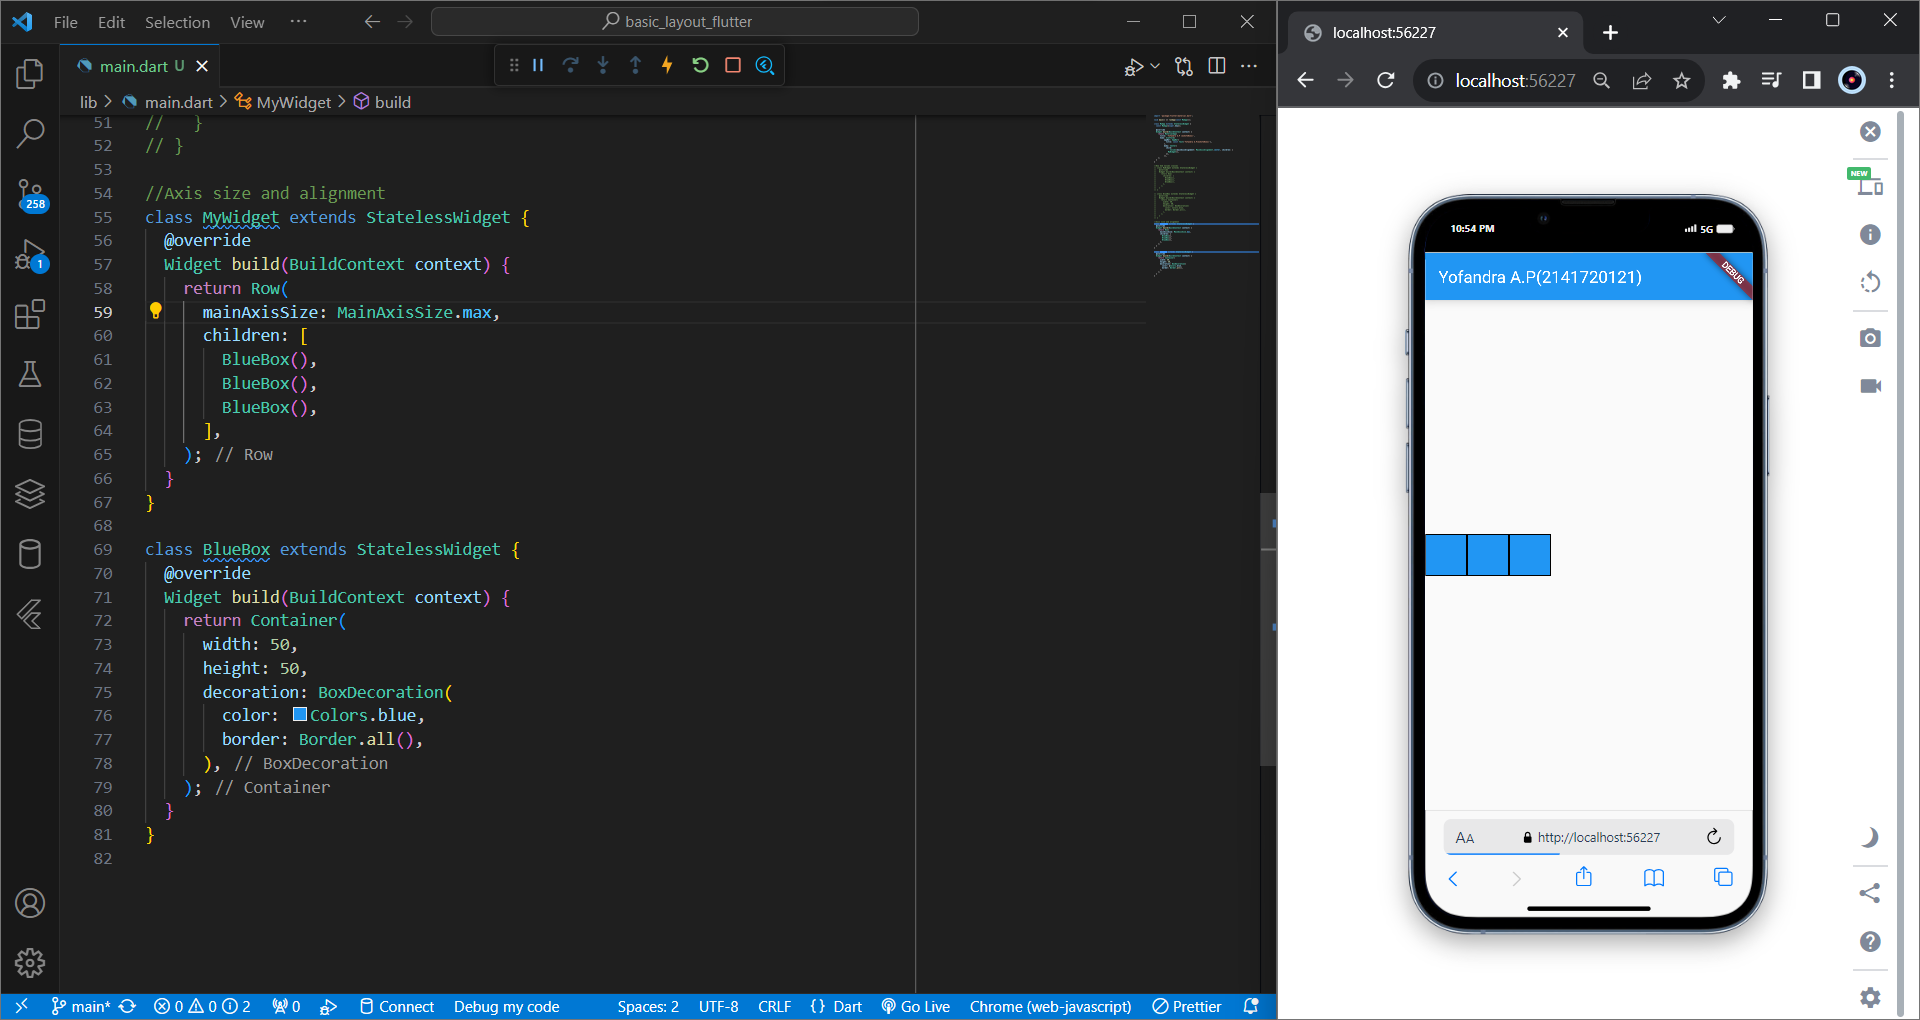 File Edit Selection View ···
basic_layout_flutter
main.dart U
lib > main.dart > MyWidget > build
51 //   }
52 // }
53
54 //Axis size and alignment
55 class MyWidget extends StatelessWidget {
56   @override
57   Widget build(BuildContext context) {
58     return Row(
59       mainAxisSize: MainAxisSize.max,
60       children: [
61         BlueBox(),
62         BlueBox(),
63         BlueBox(),
64       ],
65     ); // Row
66   }
67 }
68
69 class BlueBox extends StatelessWidget {
70   @override
71   Widget build(BuildContext context) {
72     return Container(
73       width: 50,
74       height: 50,
75       decoration: BoxDecoration(
76         color: Colors.blue,
77         border: Border.all(),
78       ), // BoxDecoration
79     ); // Container
80   }
81 }
82
258
1
main* 0 0 2 0 Connect Debug my code Spaces: 2 UTF-8 CRLF {} Dart Go Live Chrome (web-javascript) Prettier
localhost:56227
localhost:56227
NEW
10:54 PM 5G
Yofandra A.P(2141720121)
DEBUG
AA http://localhost:56227